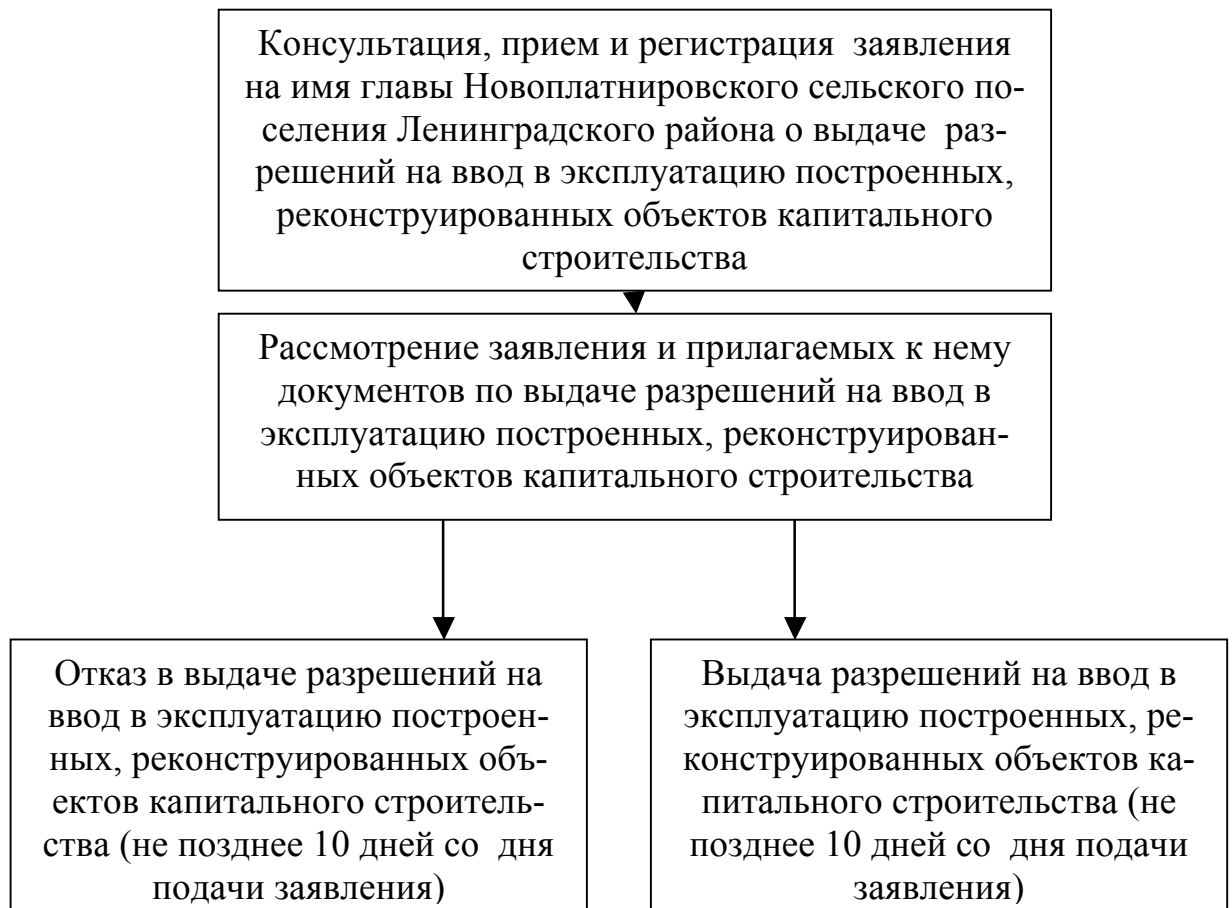 Консультация, прием и регистрация  заявления
на имя главы Новоплатнировского сельского по-
селения Ленинградского района о выдаче  раз-
решений на ввод в эксплуатацию построенных,
реконструированных объектов капитального
строительства
Рассмотрение заявления и прилагаемых к нему
документов по выдаче разрешений на ввод в
эксплуатацию построенных, реконструирован-
ных объектов капитального строительства
Отказ в выдаче разрешений на
ввод в эксплуатацию построен-
ных, реконструированных объ-
ектов капитального строитель-
ства (не позднее 10 дней со  дня
подачи заявления)
Выдача разрешений на ввод в
эксплуатацию построенных, ре-
конструированных объектов ка-
питального строительства (не
позднее 10 дней со  дня подачи
заявления)